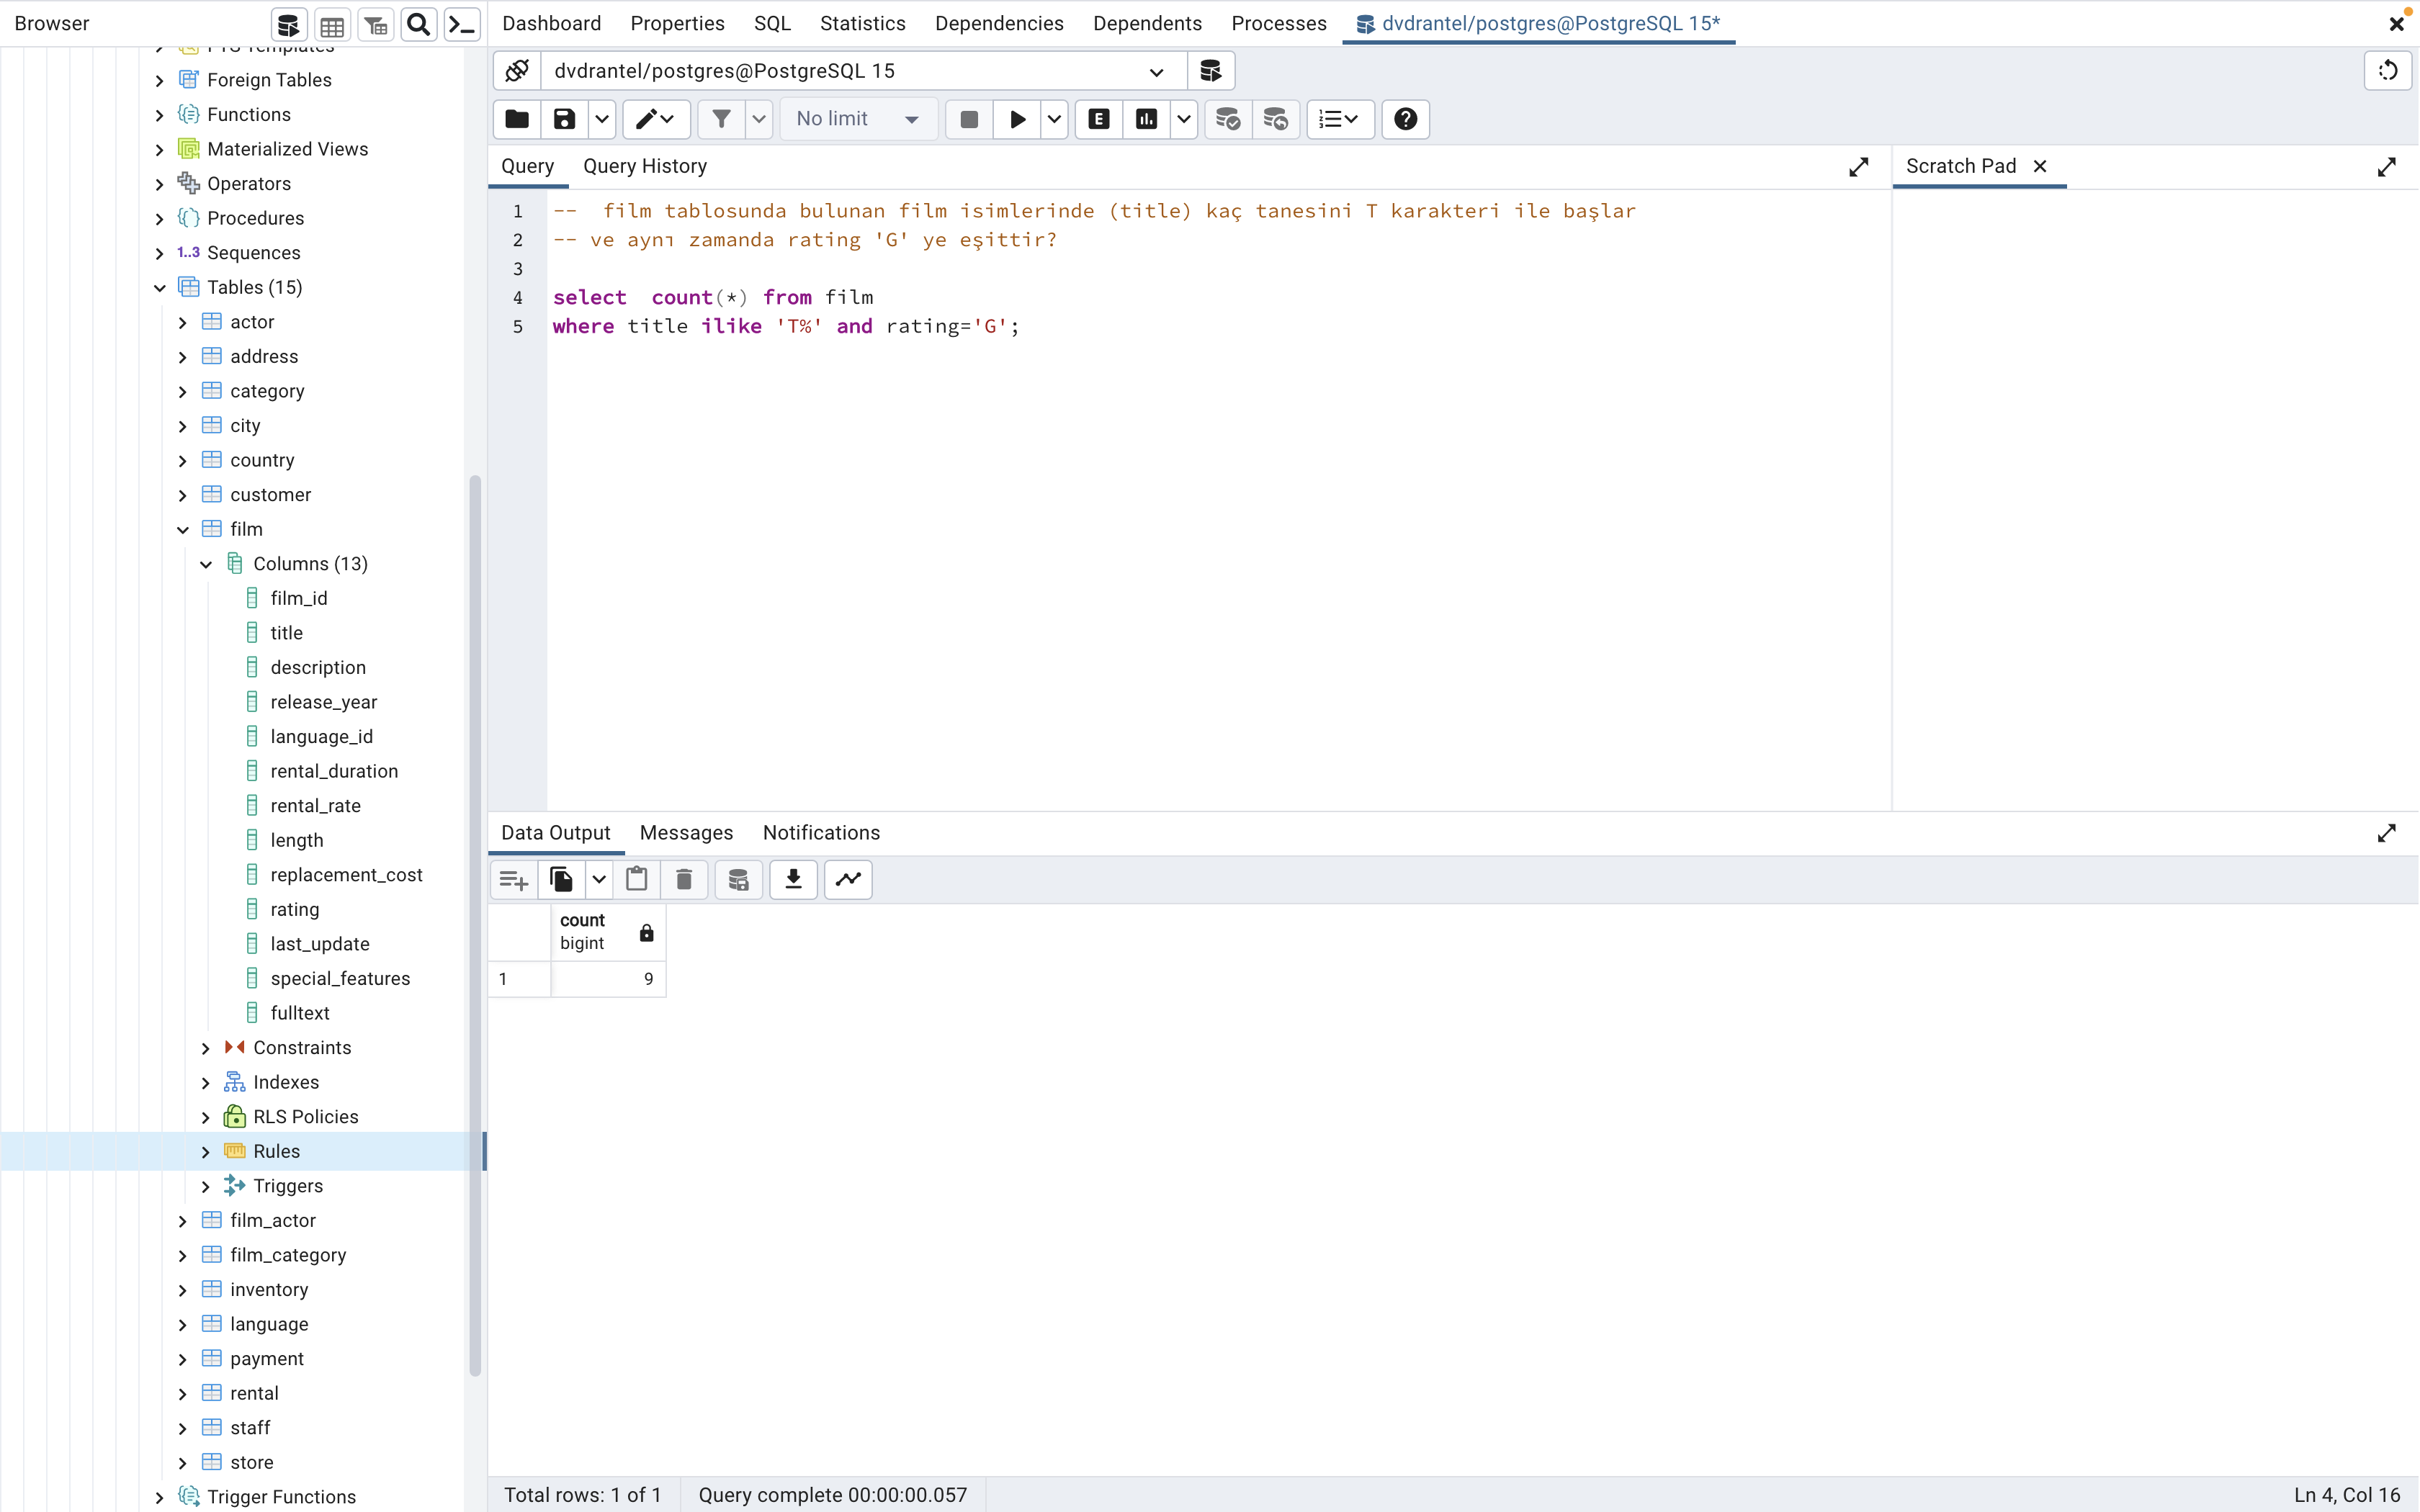 Browser
FTS Templates
Foreign Tables
Functions
Materialized Views
Operators
Procedures
1..3 Sequences
Tables (15)
actor
address
category
city
country
customer
film
Columns (13)
film_id
title
description
release_year
language_id
rental_duration
rental_rate
length
replacement_cost
rating
last_update
special_features
fulltext
Constraints
Indexes
RLS Policies
Rules
Triggers
film_actor
film_category
inventory
language
payment
rental
staff
store
Trigger Functions
Dashboard Properties SQL Statistics Dependencies Dependents Processes dvdrantel/postgres@PostgreSQL 15*
dvdrantel/postgres@PostgreSQL 15
No limit E
Query Query History
1 --  film tablosunda bulunan film isimlerinde (title) kaç tanesini T karakteri ile başlar
2 -- ve aynı zamanda rating 'G' ye eşittir?
3
4 select  count(*) from film
5 where title ilike 'T%' and rating='G';
Scratch Pad
Data Output Messages Notifications
count
bigint
1 9
Total rows: 1 of 1 Query complete 00:00:00.057 Ln 4, Col 16